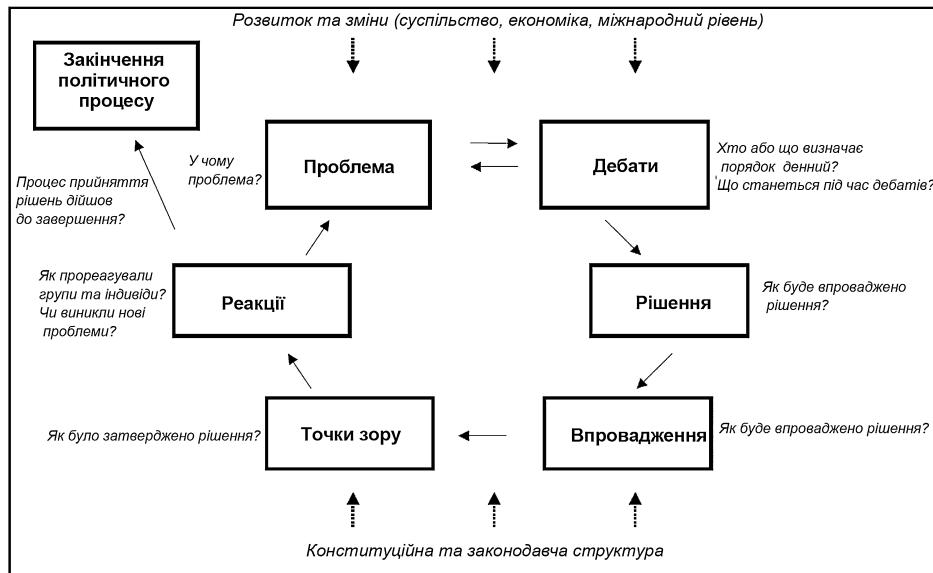 Розвиток та зміни (суспільство, економіка, міжнародний рівень)
Закінчення
політичного
процесу
У чому
проблема?
Проблема
Дебати
Хто або що визначає
порядок денний?
Що станеться під час дебатів?
Процес прийняття
рішень дійшов
до завершення?
Як прореагували
групи та індивіди?
Чи виникли нові
проблеми?
Реакції
Рішення
Як буде впроваджено
рішення?
Як було затверджено рішення?
Точки зору
Впровадження
Як буде впроваджено рішення?
Конституційна та законодавча структура